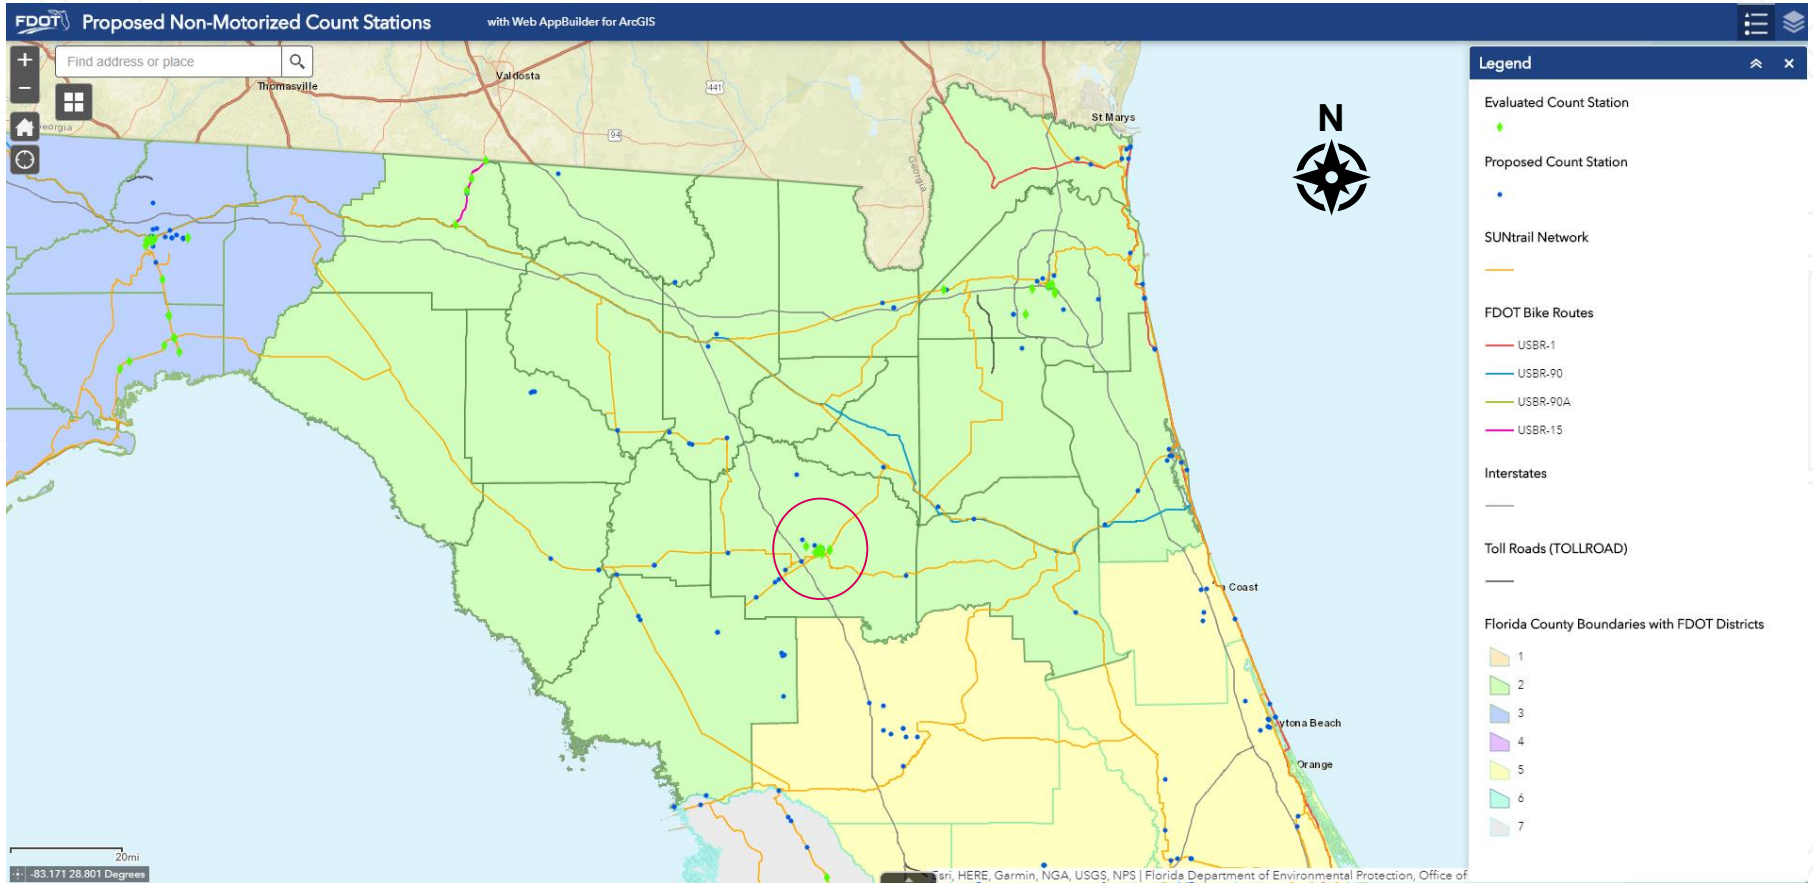 FDOT Proposed Non-Motorized Count Stations with Web AppBuilder for ArcGIS
Find address or place
Legend
Evaluated Count Station
Proposed Count Station
SUNtrail Network
FDOT Bike Routes
USBR-1
USBR-90
USBR-90A
USBR-15
Interstates
Toll Roads (TOLLROAD)
Florida County Boundaries with FDOT Districts
1
2
3
4
5
6
7
N
Thomasville
Valdosta
441
94
St Marys
eorgia
Georgia
Coast
ytona Beach
Orange
20mi
-83.171 28.801 Degrees
Esri, HERE, Garmin, NGA, USGS, NPS | Florida Department of Environmental Protection, Office of